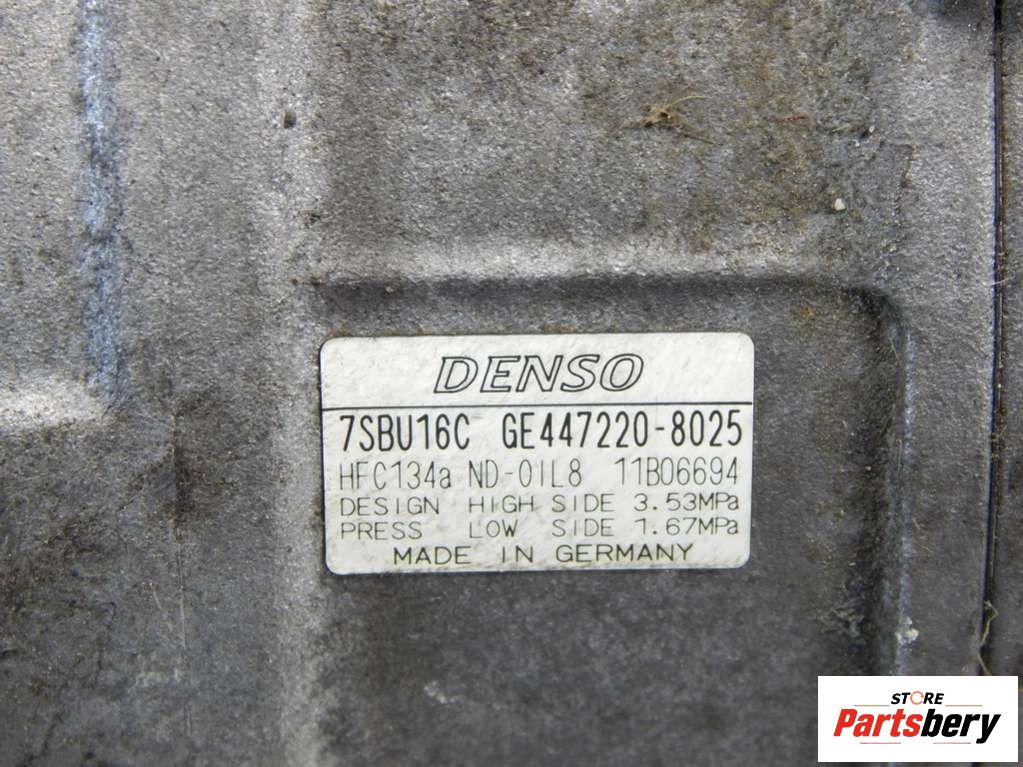 DENSO
7SBU16C GE447220-8025
HFC134a ND-OIL8 11B06694
DESIGN HIGH SIDE 3.53MPa
PRESS LOW SIDE 1.67MPa
MADE IN GERMANY
STORE
Partsbery